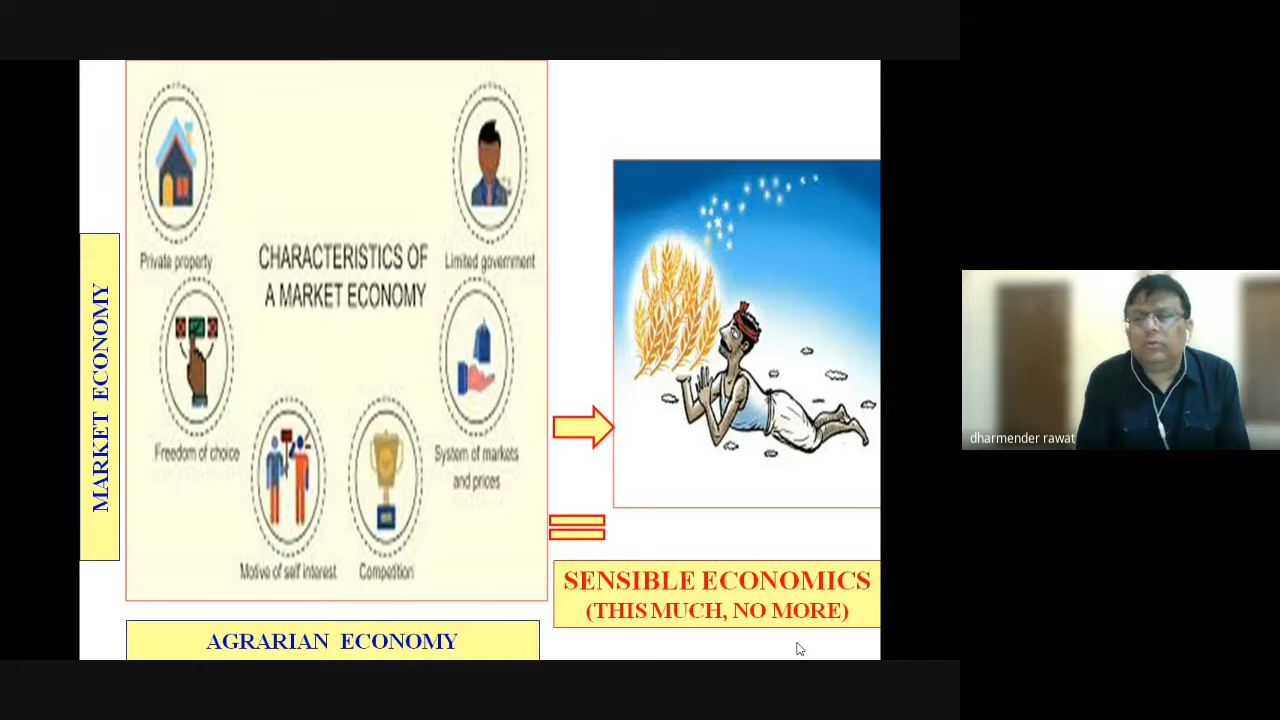 MARKET ECONOMY
CHARACTERISTICS OF
A MARKET ECONOMY
Private property
Limited government
Freedom of choice
System of markets
and prices
Motive of self interest
Competition
AGRARIAN ECONOMY
SENSIBLE ECONOMICS
(THIS MUCH, NO MORE)
dharmender rawat